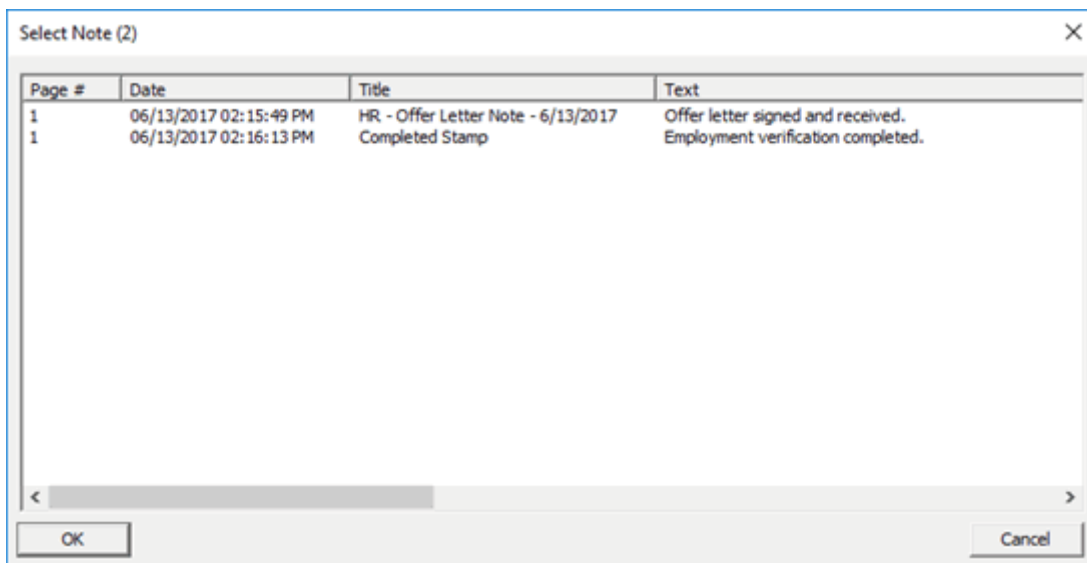 Select Note (2)
Page # Date Title Text
1 06/13/2017 02:15:49 PM HR - Offer Letter Note - 6/13/2017 Offer letter signed and received.
1 06/13/2017 02:16:13 PM Completed Stamp Employment verification completed.
OK Cancel